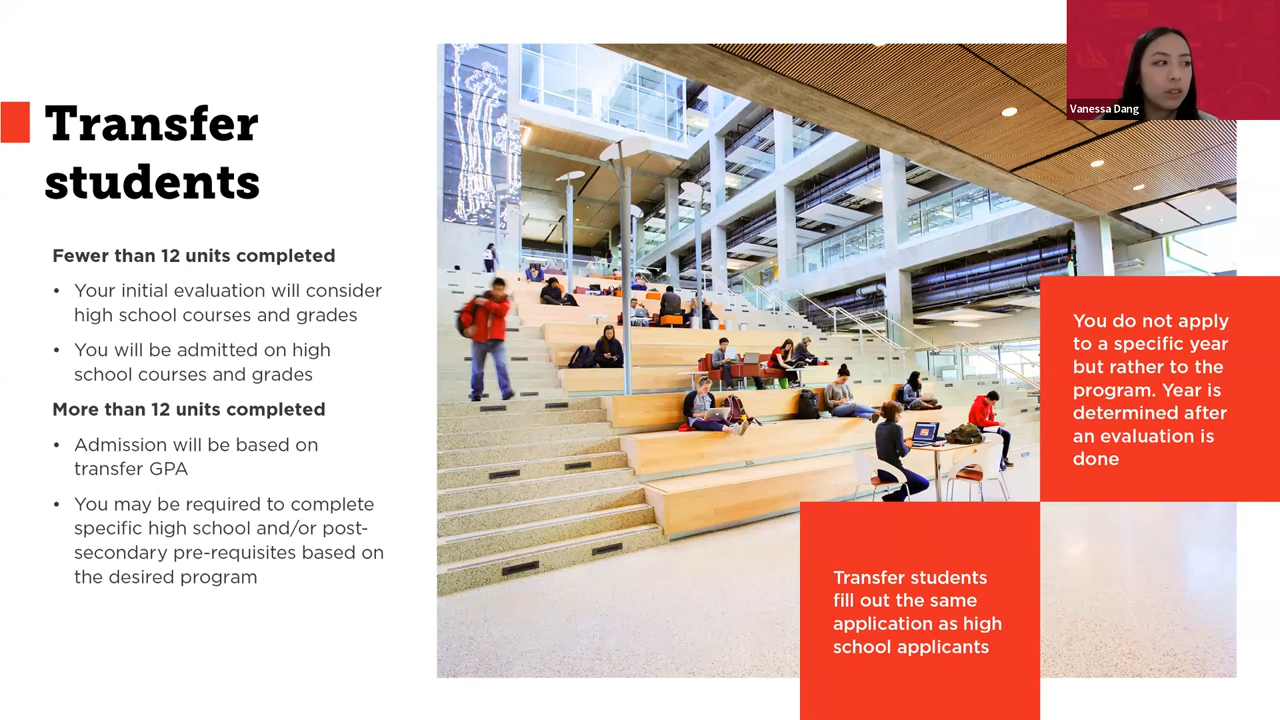 Transfer
students
Fewer than 12 units completed
• Your initial evaluation will consider
high school courses and grades
• You will be admitted on high
school courses and grades
More than 12 units completed
• Admission will be based on
transfer GPA
• You may be required to complete
specific high school and/or post-
secondary pre-requisites based on
the desired program
Vanessa Dang
You do not apply
to a specific year
but rather to the
program. Year is
determined after
an evaluation is
done
Transfer students
fill out the same
application as high
school applicants